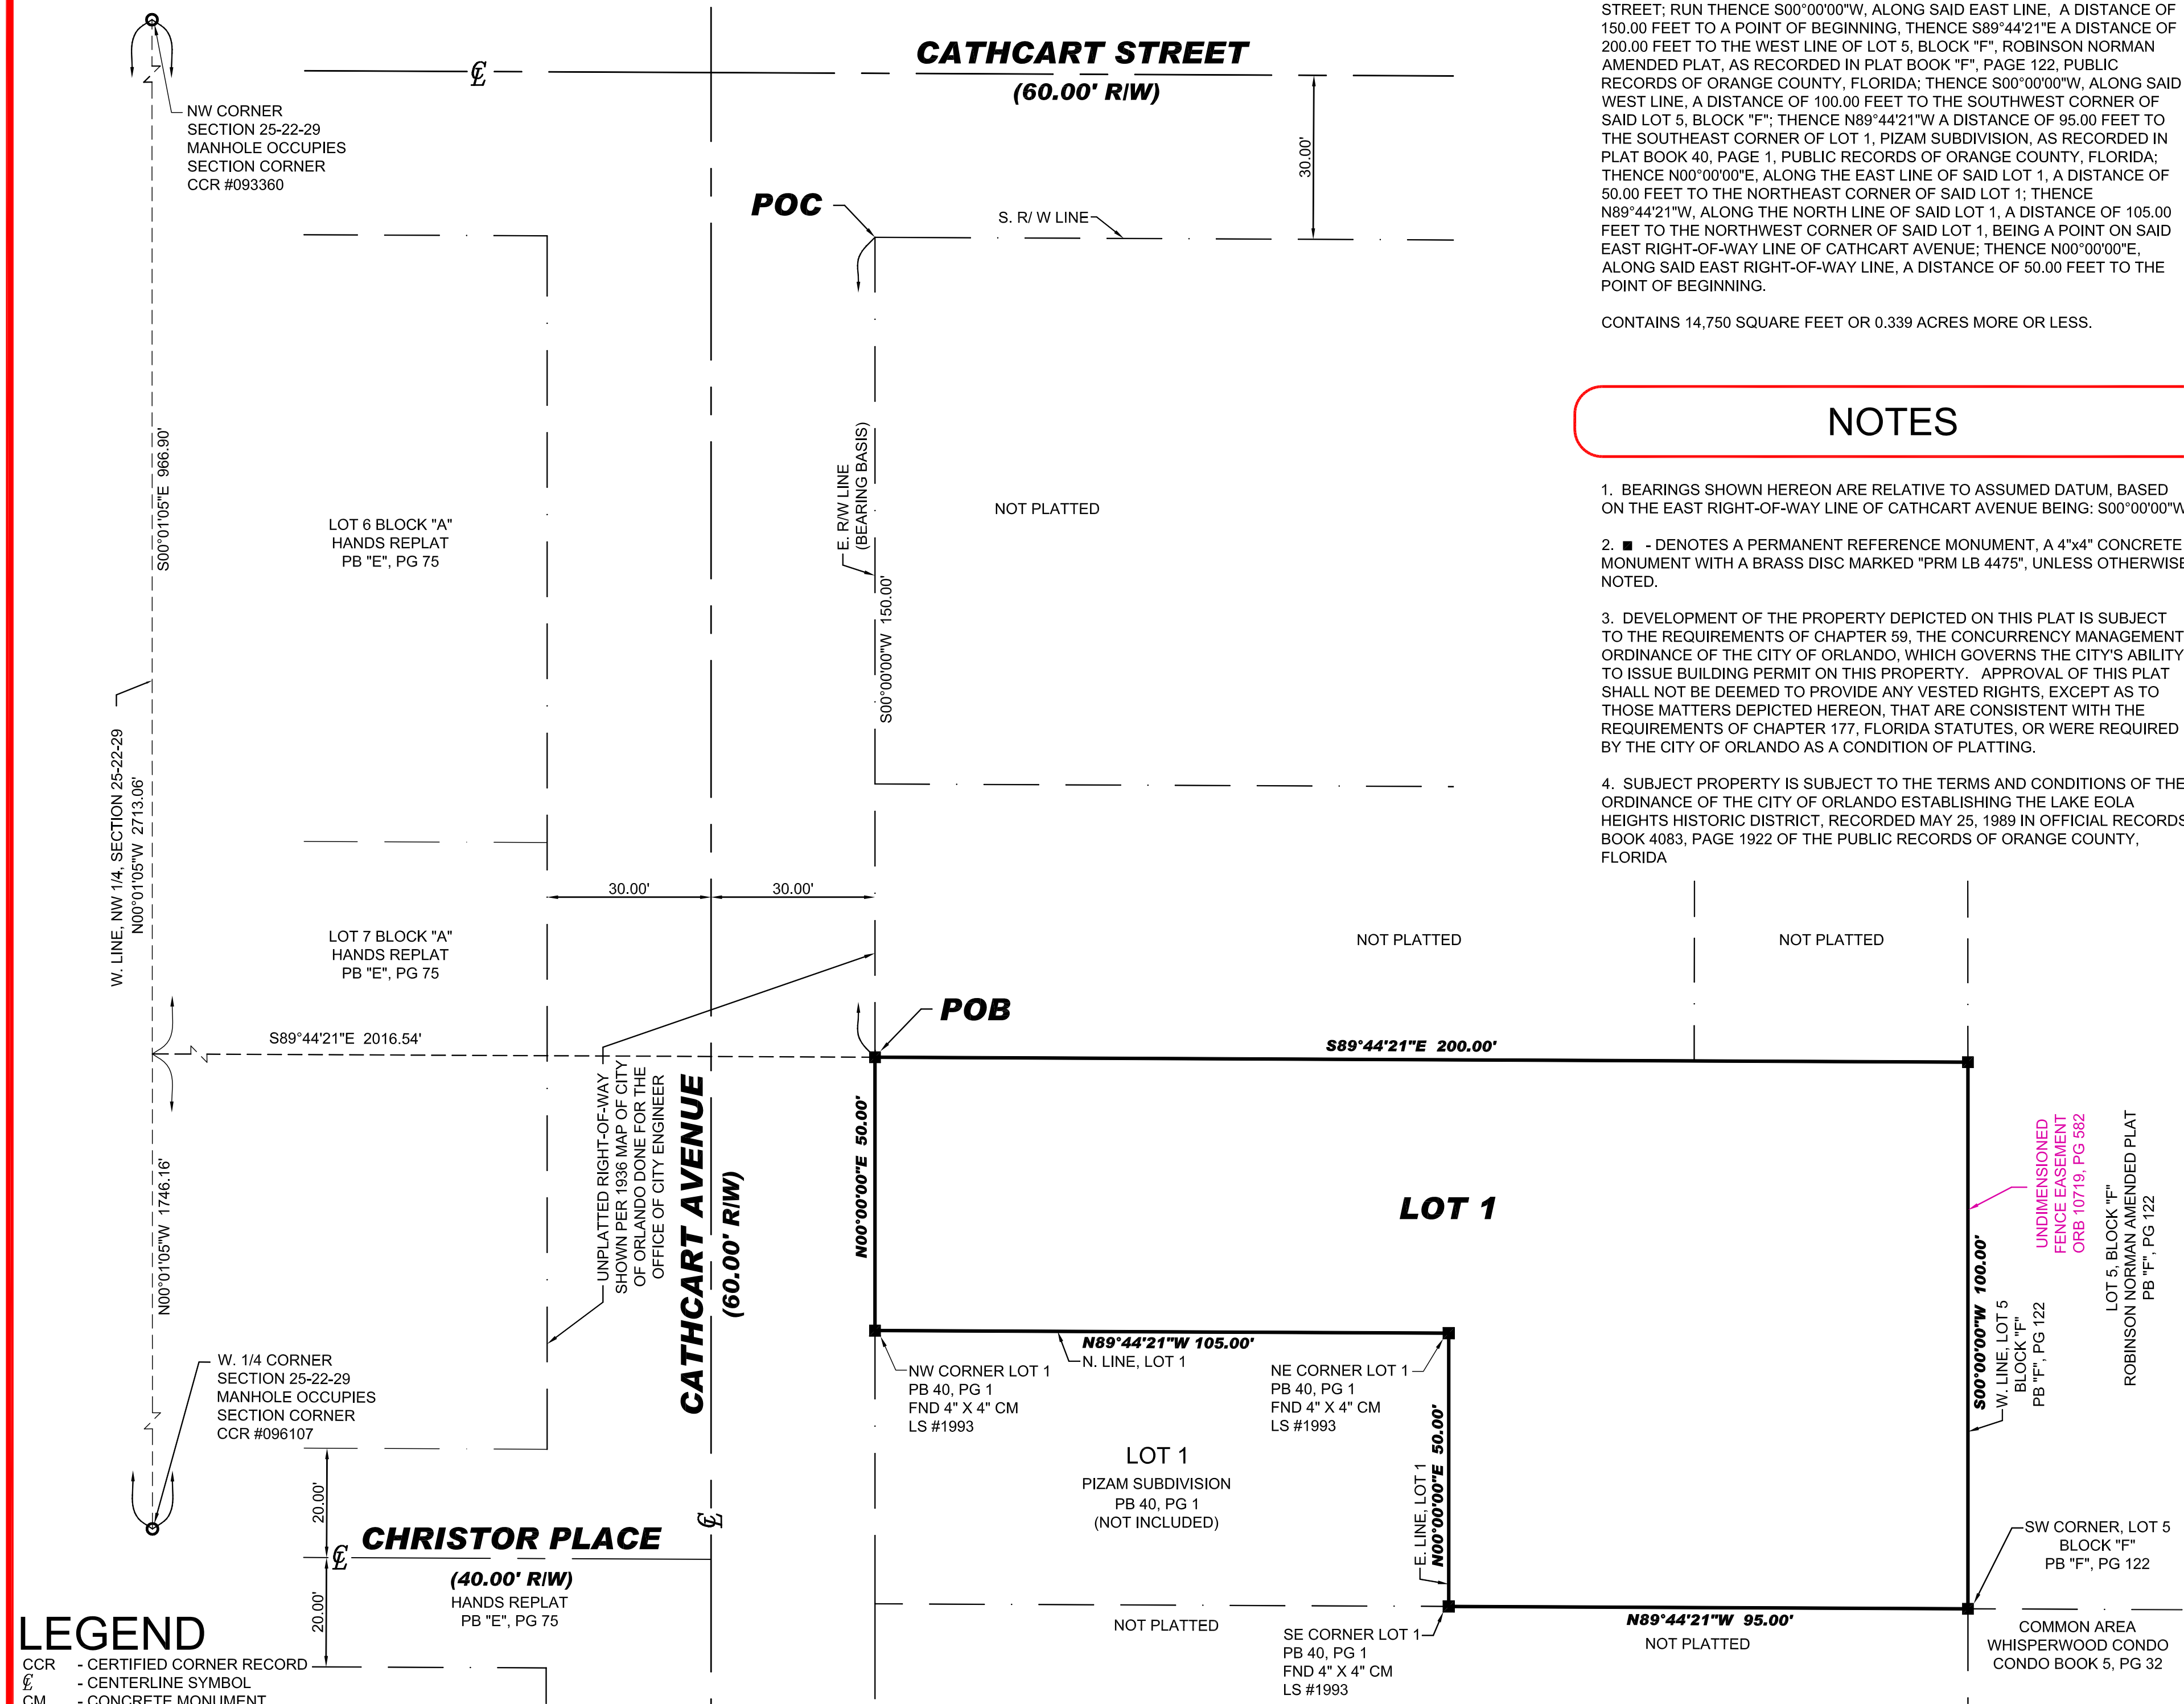 CATHCART STREET
(60.00' R/W)
NW CORNER
SECTION 25-22-29
MANHOLE OCCUPIES
SECTION CORNER
CCR #093360
POC
S. R/ W LINE
30.00'
S00°01'05"E  966.90'
LOT 6 BLOCK "A"
HANDS REPLAT
PB "E", PG 75
E. R/W LINE
(BEARING BASIS)
S00°00'00"W  150.00'
NOT PLATTED
W. LINE, NW 1/4, SECTION 25-22-29
N00°01'05"W  2713.06'
LOT 7 BLOCK "A"
HANDS REPLAT
PB "E", PG 75
30.00'
30.00'
NOT PLATTED
NOT PLATTED
POB
S89°44'21"E  2016.54'
S89°44'21"E  200.00'
UNPLATTED RIGHT-OF-WAY
SHOWN PER 1936 MAP OF CITY
OF ORLANDO DONE FOR THE
OFFICE OF CITY ENGINEER
CATHCART AVENUE
(60.00' R/W)
N00°00'00"E  50.00'
LOT 1
UNDIMENSIONED
FENCE EASEMENT
ORB 10719, PG 582
LOT 5, BLOCK "F"
ROBINSON NORMAN AMENDED PLAT
PB "F", PG 122
S00°00'00"W  100.00'
W. LINE, LOT 5
BLOCK "F"
PB "F", PG 122
N00°01'05"W  1746.16'
W. 1/4 CORNER
SECTION 25-22-29
MANHOLE OCCUPIES
SECTION CORNER
CCR #096107
N89°44'21"W  105.00'
N. LINE, LOT 1
NW CORNER LOT 1
PB 40, PG 1
FND 4" X 4" CM
LS #1993
NE CORNER LOT 1
PB 40, PG 1
FND 4" X 4" CM
LS #1993
LOT 1
PIZAM SUBDIVISION
PB 40, PG 1
(NOT INCLUDED)
E. LINE, LOT 1
N00°00'00"E  50.00'
20.00'
20.00'
CHRISTOR PLACE
(40.00' R/W)
HANDS REPLAT
PB "E", PG 75
NOT PLATTED
SE CORNER LOT 1
PB 40, PG 1
FND 4" X 4" CM
LS #1993
N89°44'21"W  95.00'
NOT PLATTED
SW CORNER, LOT 5
BLOCK "F"
PB "F", PG 122
COMMON AREA
WHISPERWOOD CONDO
CONDO BOOK 5, PG 32
LEGEND
CCR - CERTIFIED CORNER RECORD
℄ - CENTERLINE SYMBOL
CM - CONCRETE MONUMENT
STREET; RUN THENCE S00°00'00"W, ALONG SAID EAST LINE, A DISTANCE OF
150.00 FEET TO A POINT OF BEGINNING, THENCE S89°44'21"E A DISTANCE OF
200.00 FEET TO THE WEST LINE OF LOT 5, BLOCK "F", ROBINSON NORMAN
AMENDED PLAT, AS RECORDED IN PLAT BOOK "F", PAGE 122, PUBLIC
RECORDS OF ORANGE COUNTY, FLORIDA; THENCE S00°00'00"W, ALONG SAID
WEST LINE, A DISTANCE OF 100.00 FEET TO THE SOUTHWEST CORNER OF
SAID LOT 5, BLOCK "F"; THENCE N89°44'21"W A DISTANCE OF 95.00 FEET TO
THE SOUTHEAST CORNER OF LOT 1, PIZAM SUBDIVISION, AS RECORDED IN
PLAT BOOK 40, PAGE 1, PUBLIC RECORDS OF ORANGE COUNTY, FLORIDA;
THENCE N00°00'00"E, ALONG THE EAST LINE OF SAID LOT 1, A DISTANCE OF
50.00 FEET TO THE NORTHEAST CORNER OF SAID LOT 1; THENCE
N89°44'21"W, ALONG THE NORTH LINE OF SAID LOT 1, A DISTANCE OF 105.00
FEET TO THE NORTHWEST CORNER OF SAID LOT 1, BEING A POINT ON SAID
EAST RIGHT-OF-WAY LINE OF CATHCART AVENUE; THENCE N00°00'00"E,
ALONG SAID EAST RIGHT-OF-WAY LINE, A DISTANCE OF 50.00 FEET TO THE
POINT OF BEGINNING.
CONTAINS 14,750 SQUARE FEET OR 0.339 ACRES MORE OR LESS.
NOTES
1. BEARINGS SHOWN HEREON ARE RELATIVE TO ASSUMED DATUM, BASED
ON THE EAST RIGHT-OF-WAY LINE OF CATHCART AVENUE BEING: S00°00'00"W
2. ■ - DENOTES A PERMANENT REFERENCE MONUMENT, A 4"x4" CONCRETE
MONUMENT WITH A BRASS DISC MARKED "PRM LB 4475", UNLESS OTHERWISE
NOTED.
3. DEVELOPMENT OF THE PROPERTY DEPICTED ON THIS PLAT IS SUBJECT
TO THE REQUIREMENTS OF CHAPTER 59, THE CONCURRENCY MANAGEMENT
ORDINANCE OF THE CITY OF ORLANDO, WHICH GOVERNS THE CITY'S ABILITY
TO ISSUE BUILDING PERMIT ON THIS PROPERTY. APPROVAL OF THIS PLAT
SHALL NOT BE DEEMED TO PROVIDE ANY VESTED RIGHTS, EXCEPT AS TO
THOSE MATTERS DEPICTED HEREON, THAT ARE CONSISTENT WITH THE
REQUIREMENTS OF CHAPTER 177, FLORIDA STATUTES, OR WERE REQUIRED
BY THE CITY OF ORLANDO AS A CONDITION OF PLATTING.
4. SUBJECT PROPERTY IS SUBJECT TO THE TERMS AND CONDITIONS OF THE
ORDINANCE OF THE CITY OF ORLANDO ESTABLISHING THE LAKE EOLA
HEIGHTS HISTORIC DISTRICT, RECORDED MAY 25, 1989 IN OFFICIAL RECORDS
BOOK 4083, PAGE 1922 OF THE PUBLIC RECORDS OF ORANGE COUNTY,
FLORIDA